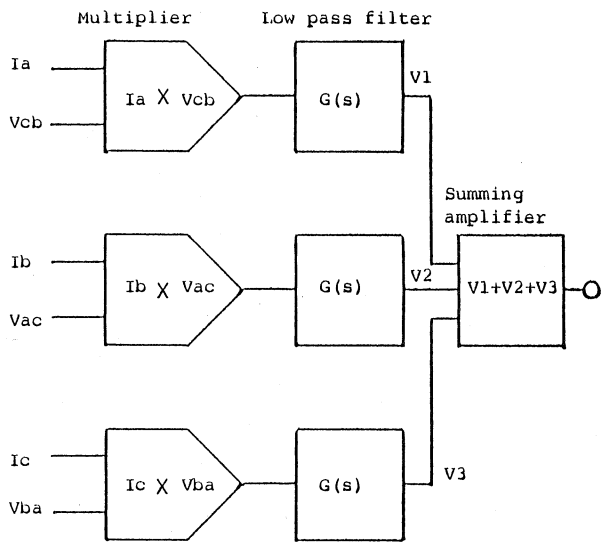 Multiplier
Low pass filter
Ia
Vcb
Ia X Vcb
G(s)
V1
Summing
amplifier
Ib
Vac
Ib X Vac
G(s)
V2
V1+V2+V3
Ic
Vba
Ic X Vba
G(s)
V3